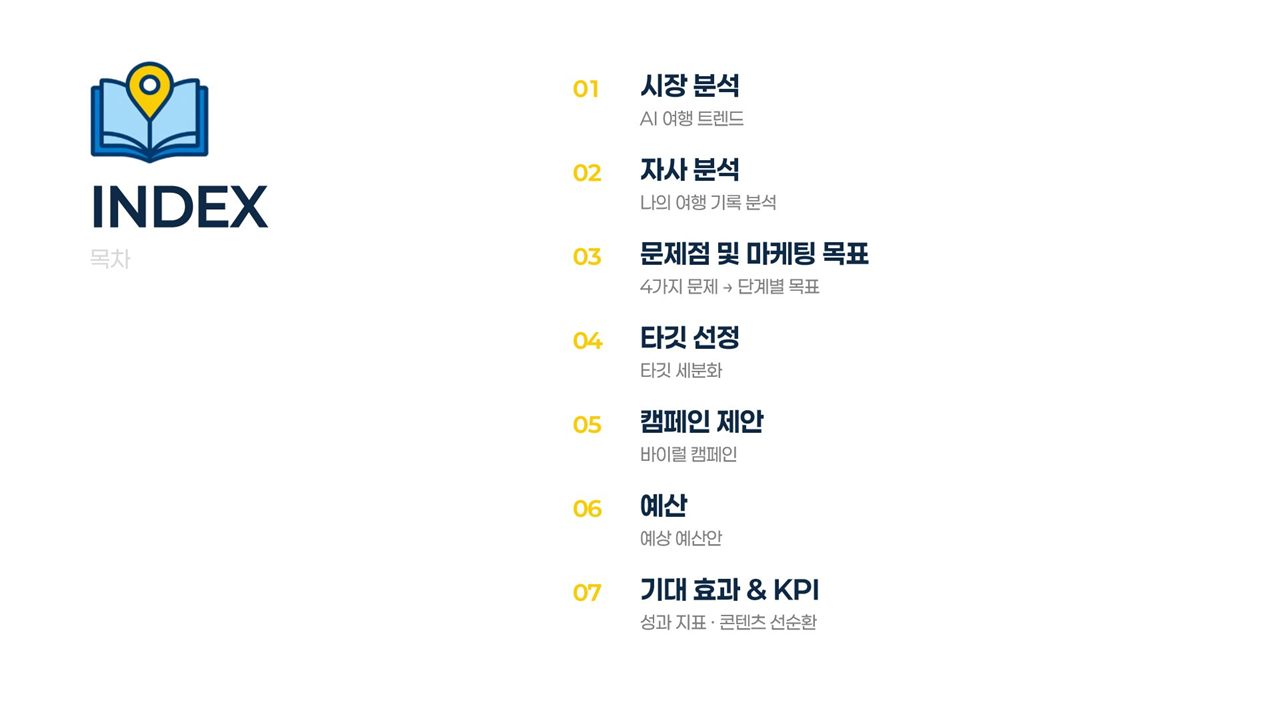 INDEX
목차
01
시장 분석
AI 여행 트렌드
02
자사 분석
나의 여행 기록 분석
03
문제점 및 마케팅 목표
4가지 문제 → 단계별 목표
04
타깃 선정
타깃 세분화
05
캠페인 제안
바이럴 캠페인
06
예산
예상 예산안
07
기대 효과 & KPI
성과 지표 · 콘텐츠 선순환